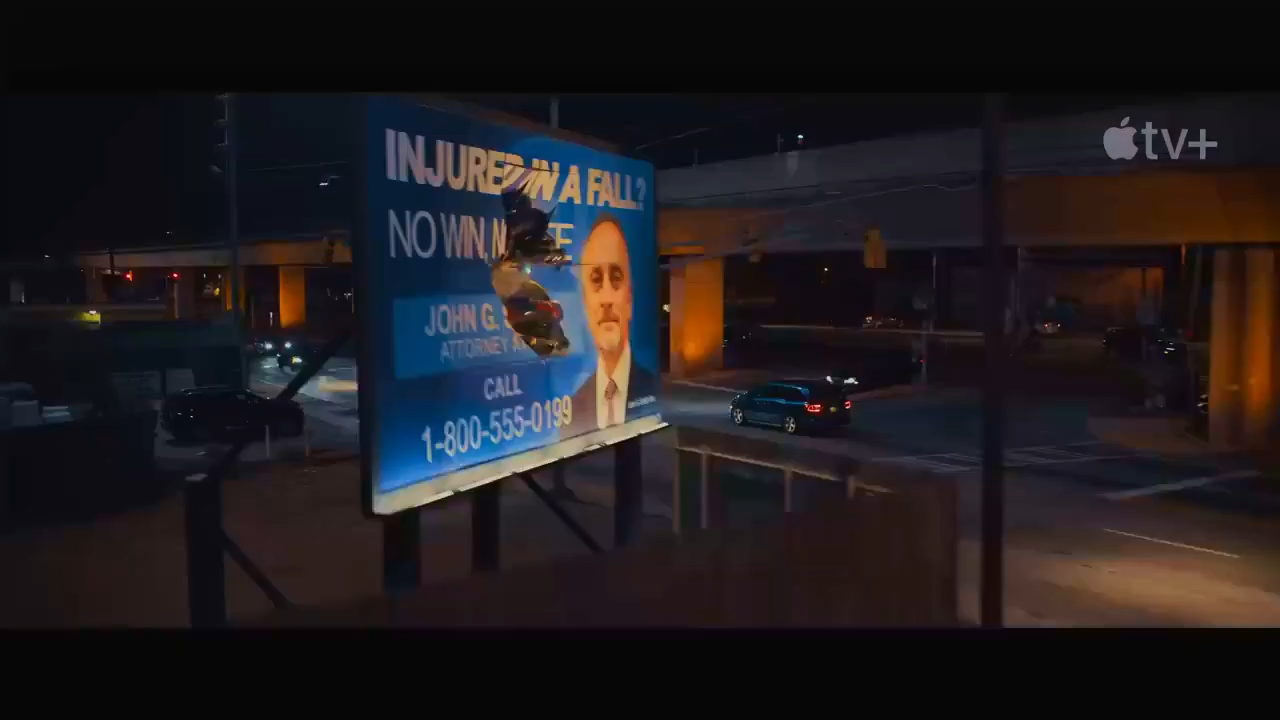 tv+
INJURED IN A FALL?
NO WIN,
JOHN G.
ATTORNEY
CALL
1-800-555-0199